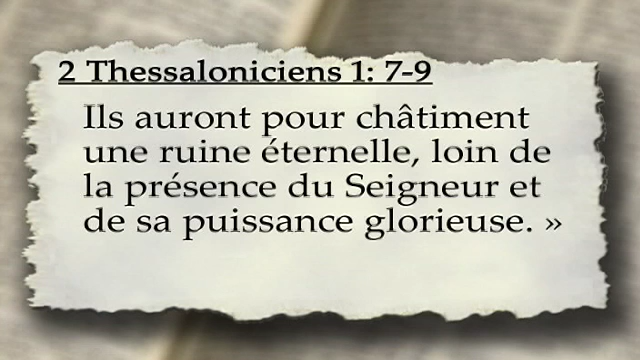 2 Thessaloniciens 1: 7-9
Ils auront pour châtiment
une ruine éternelle, loin de
la présence du Seigneur et
de sa puissance glorieuse. »